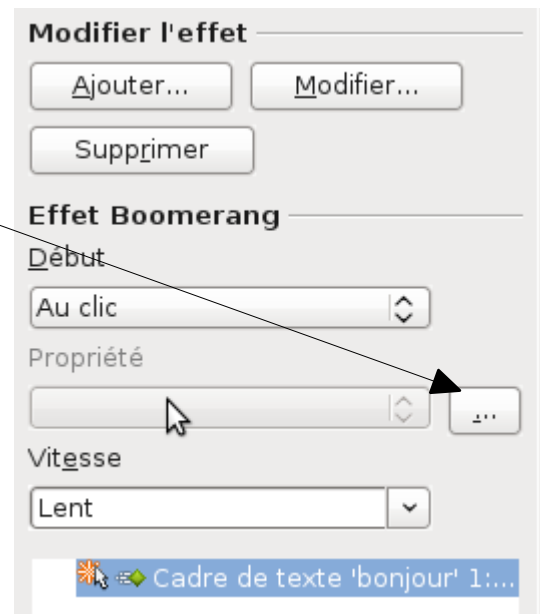 Modifier l'effet
Ajouter... Modifier...
Supprimer
Effet Boomerang
Début
Au clic
Propriété
...
Vitesse
Lent
Cadre de texte 'bonjour' 1:...